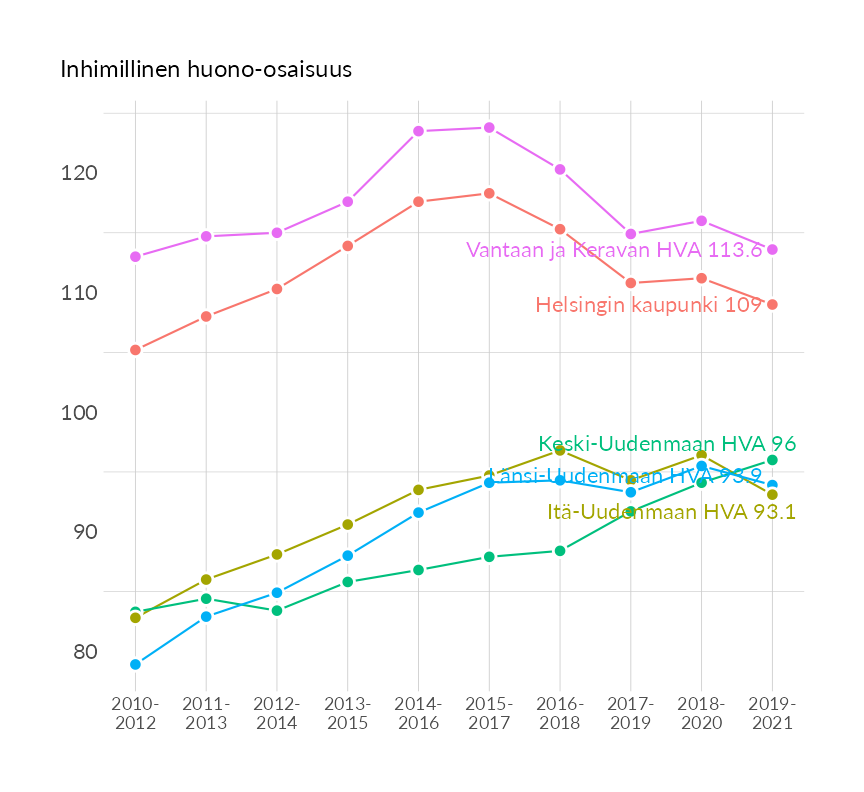 Inhimillinen huono-osaisuus
120
110
100
90
80
Vantaan ja Keravan HVA 113.6
Helsingin kaupunki 109
Keski-Uudenmaan HVA 96
Länsi-Uudenmaan HVA 93.9
Itä-Uudenmaan HVA 93.1
2010-2012
2011-2013
2012-2014
2013-2015
2014-2016
2015-2017
2016-2018
2017-2019
2018-2020
2019-2021